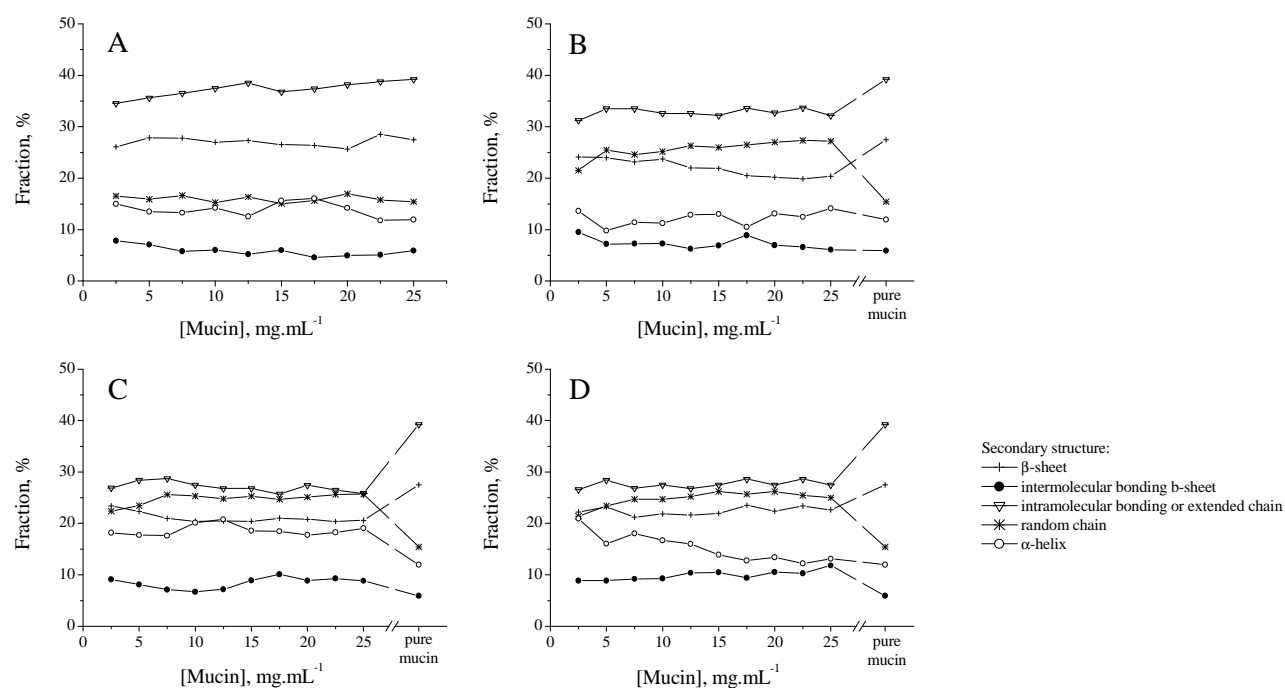 A
Fraction, %
50
40
30
20
10
0
0
5
10
15
20
25
[Mucin], mg.mL⁻¹
B
Fraction, %
50
40
30
20
10
0
0
5
10
15
20
25
pure
mucin
[Mucin], mg.mL⁻¹
C
Fraction, %
50
40
30
20
10
0
0
5
10
15
20
25
pure
mucin
[Mucin], mg.mL⁻¹
D
Fraction, %
50
40
30
20
10
0
0
5
10
15
20
25
pure
mucin
[Mucin], mg.mL⁻¹
Secondary structure:
β-sheet
intermolecular bonding b-sheet
intramolecular bonding or extended chain
random chain
α-helix